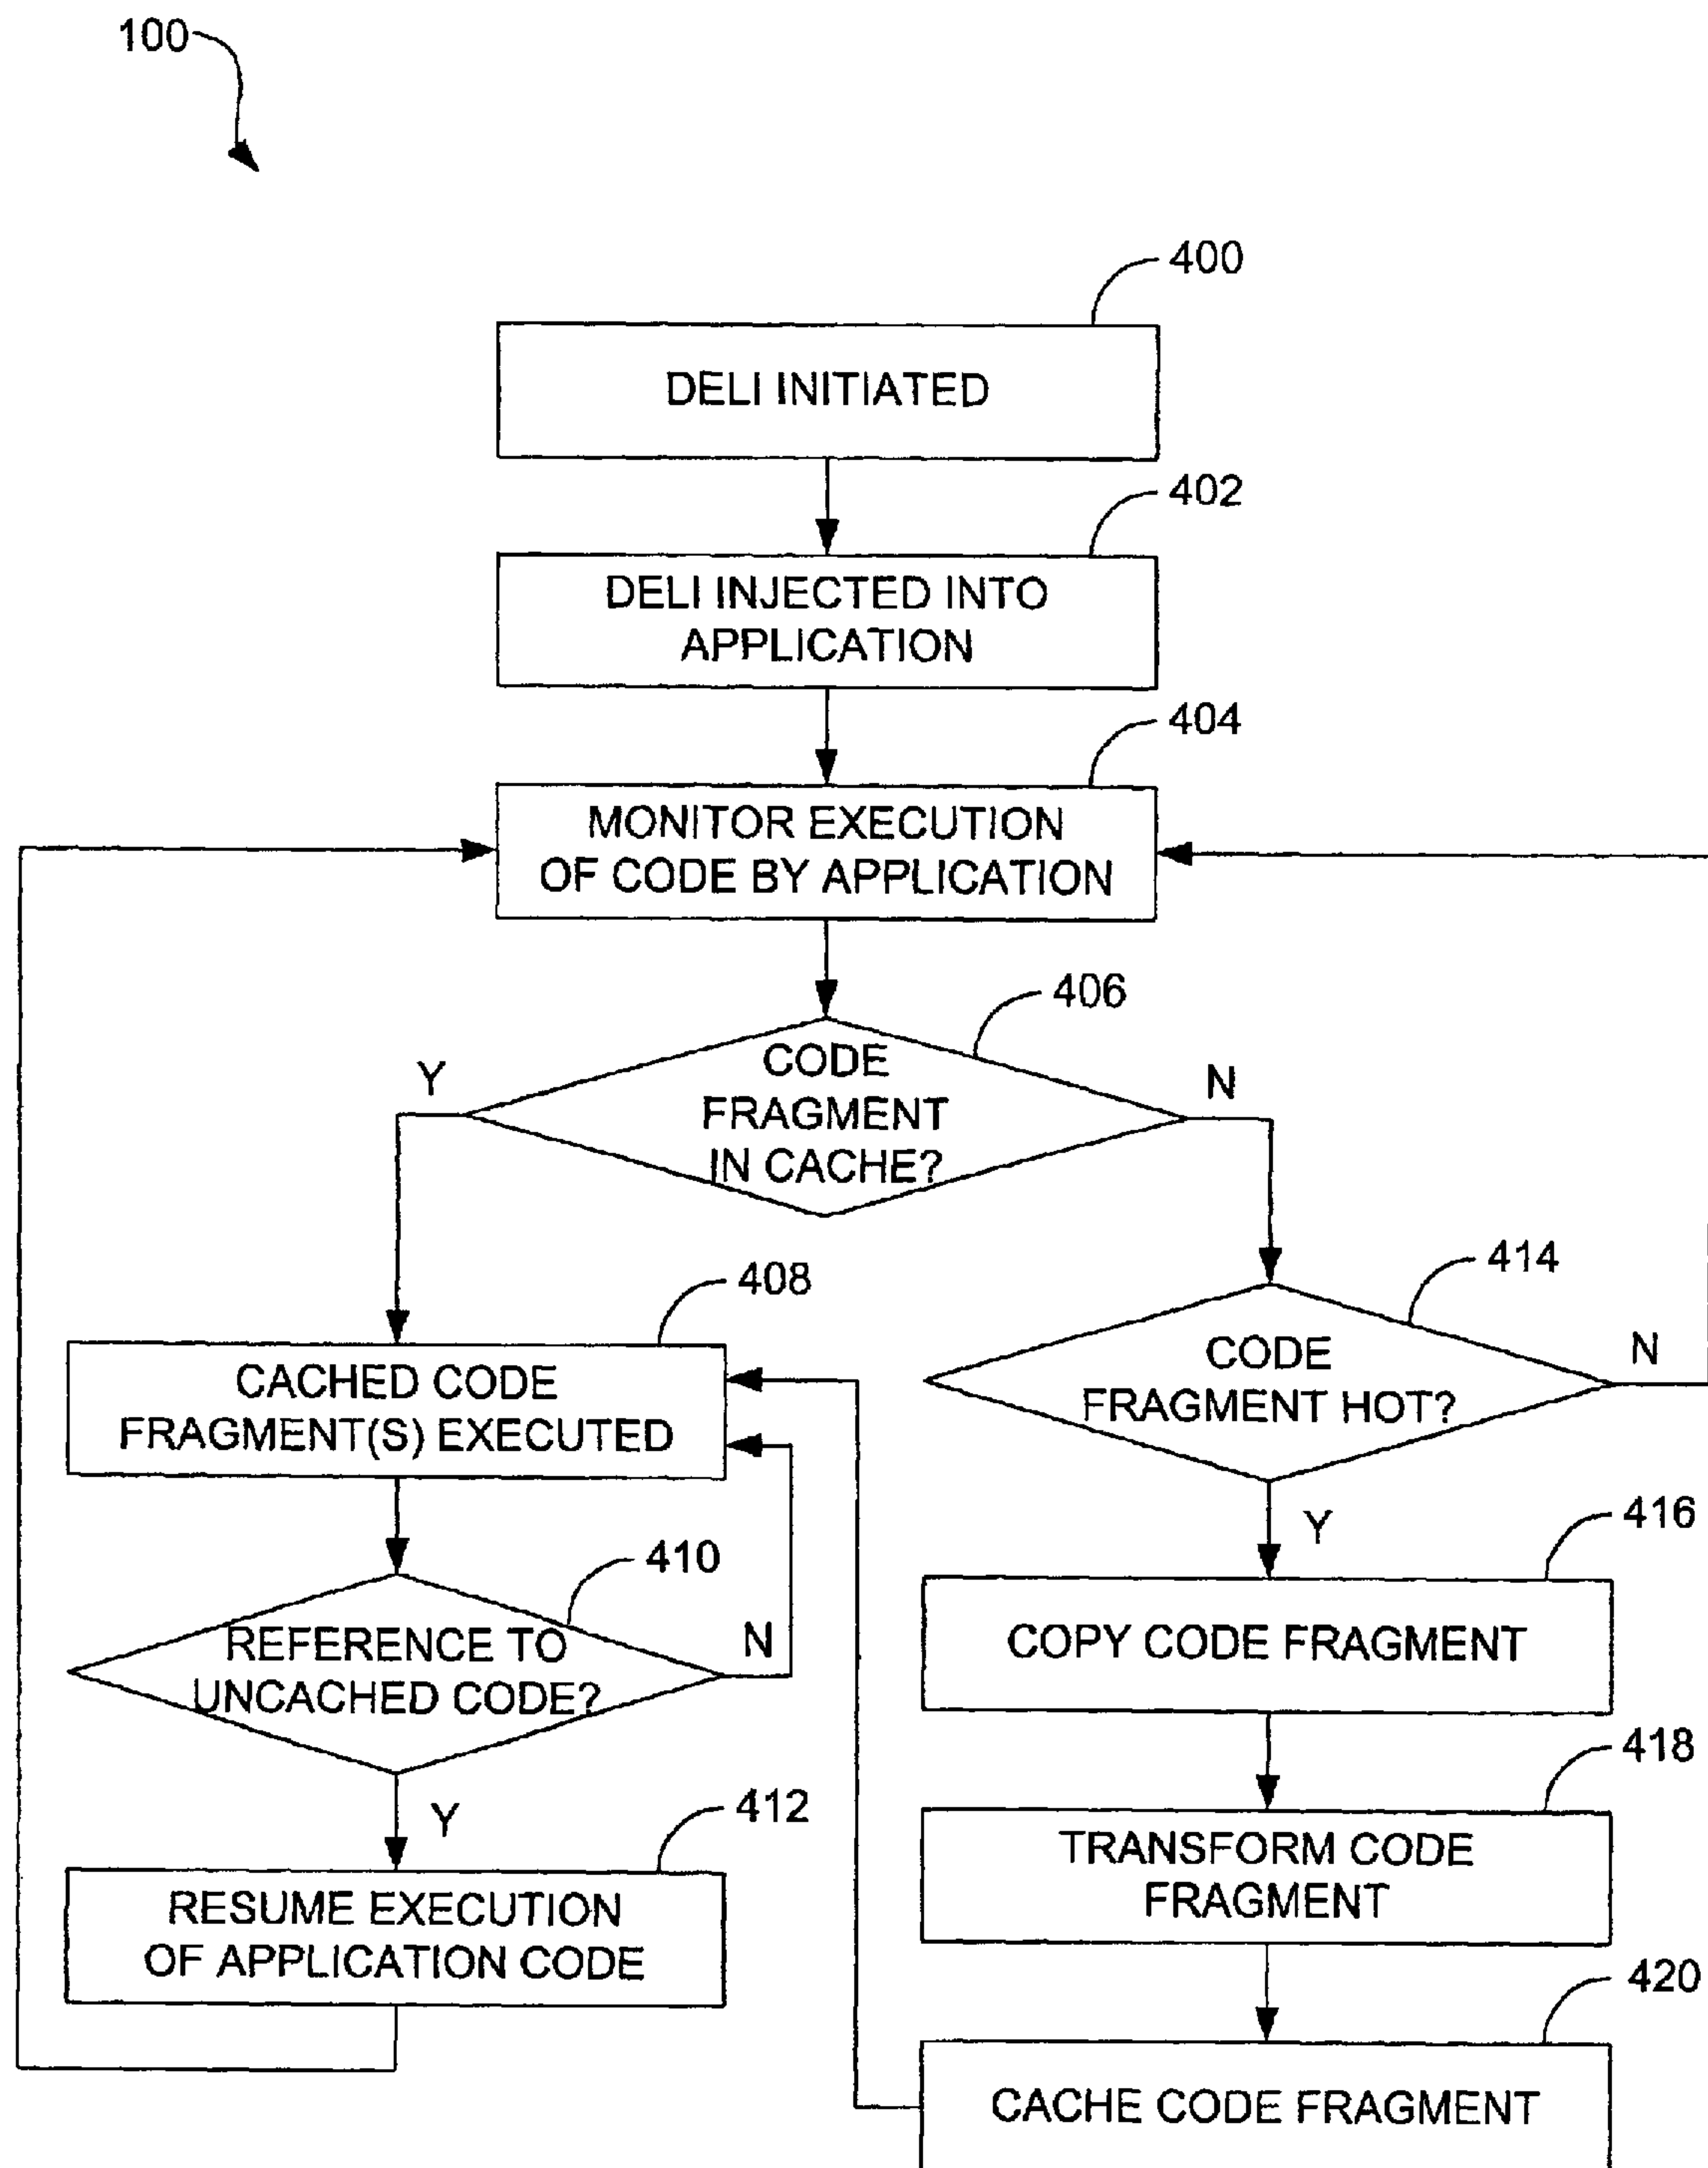 100
400
DELI INITIATED
402
DELI INJECTED INTO
APPLICATION
404
MONITOR EXECUTION
OF CODE BY APPLICATION
406
CODE
FRAGMENT
IN CACHE?
Y
N
408
CACHED CODE
FRAGMENT(S) EXECUTED
414
CODE
FRAGMENT HOT?
N
Y
410
REFERENCE TO
UNCACHED CODE?
N
Y
416
COPY CODE FRAGMENT
418
TRANSFORM CODE
FRAGMENT
412
RESUME EXECUTION
OF APPLICATION CODE
420
CACHE CODE FRAGMENT